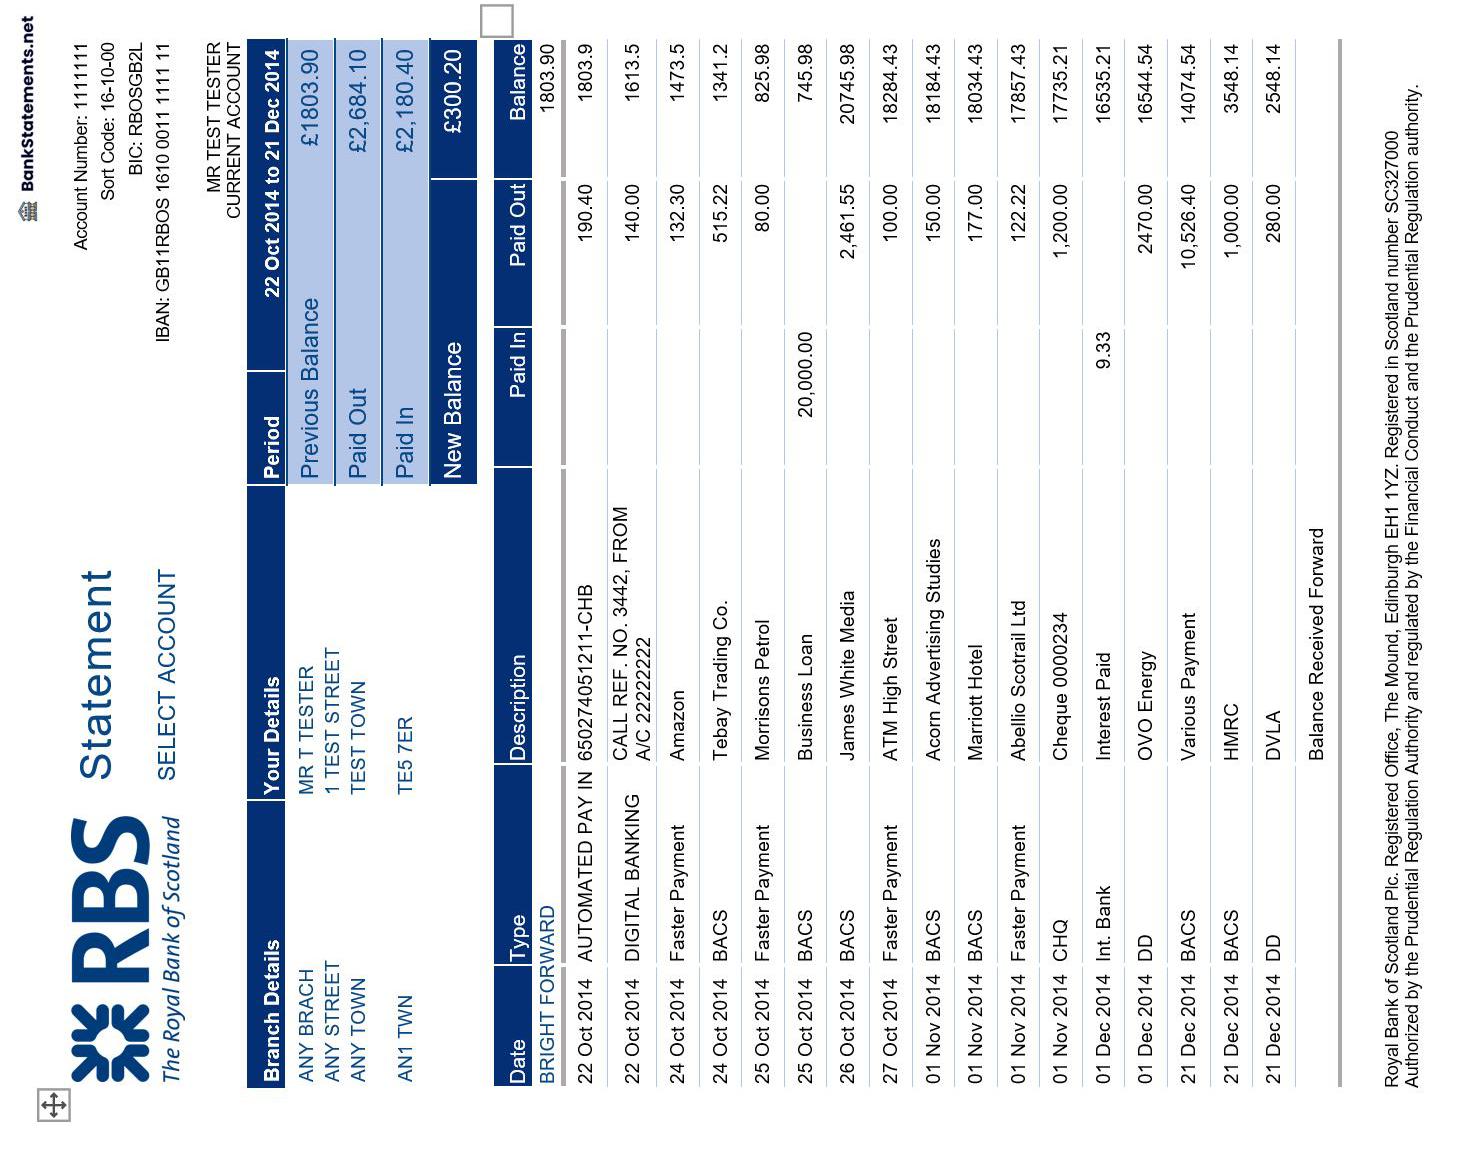 BankStatements.net
RBS
The Royal Bank of Scotland
Statement
SELECT ACCOUNT
Account Number: 1111111
Sort Code: 16-10-00
BIC: RBOSGB2L
IBAN: GB11RBOS 1610 0011 1111 11
MR TEST TESTER
CURRENT ACCOUNT
Branch Details Your Details Period 22 Oct 2014 to 21 Dec 2014
ANY BRACH MR T TESTER Previous Balance £1803.90
ANY STREET 1 TEST STREET
ANY TOWN TEST TOWN Paid Out £2,684.10
AN1 TWN TE5 7ER Paid In £2,180.40
New Balance £300.20
Date Type Description Paid In Paid Out Balance
BRIGHT FORWARD 1803.90
22 Oct 2014 AUTOMATED PAY IN 650274051211-CHB 190.40 1803.9
22 Oct 2014 DIGITAL BANKING CALL REF. NO. 3442, FROM 140.00 1613.5
A/C 22222222
24 Oct 2014 Faster Payment Amazon 132.30 1473.5
24 Oct 2014 BACS Tebay Trading Co. 515.22 1341.2
25 Oct 2014 Faster Payment Morrisons Petrol 80.00 825.98
25 Oct 2014 BACS Business Loan 20,000.00 745.98
26 Oct 2014 BACS James White Media 2,461.55 20745.98
27 Oct 2014 Faster Payment ATM High Street 100.00 18284.43
01 Nov 2014 BACS Acorn Advertising Studies 150.00 18184.43
01 Nov 2014 BACS Marriott Hotel 177.00 18034.43
01 Nov 2014 Faster Payment Abellio Scotrail Ltd 122.22 17857.43
01 Nov 2014 CHQ Cheque 0000234 1,200.00 17735.21
01 Dec 2014 Int. Bank Interest Paid 9.33 16535.21
01 Dec 2014 DD OVO Energy 2470.00 16544.54
21 Dec 2014 BACS Various Payment 10,526.40 14074.54
21 Dec 2014 BACS HMRC 1,000.00 3548.14
21 Dec 2014 DD DVLA 280.00 2548.14
Balance Received Forward
Royal Bank of Scotland Plc. Registered Office, The Mound, Edinburgh EH1 1YZ. Registered in Scotland number SC327000
Authorized by the Prudential Regulation Authority and regulated by the Financial Conduct and the Prudential Regulation authority.